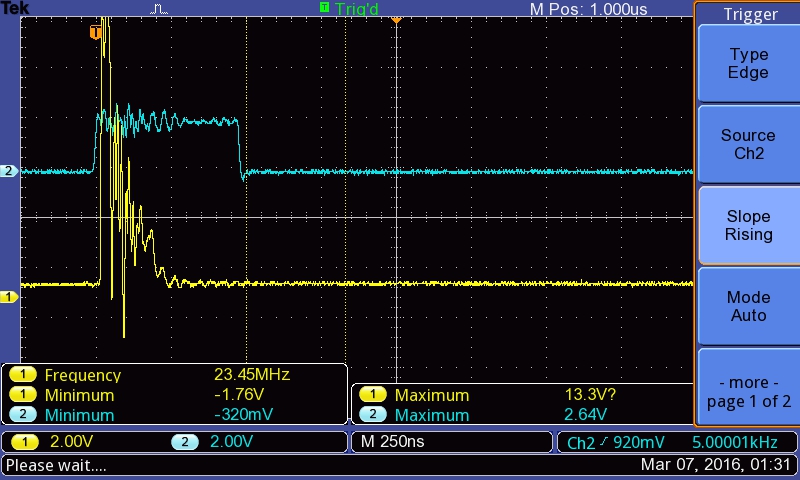 Tek
T Trig'd
M Pos: 1.000us
Trigger
T
Type
Edge
Source
Ch2
Slope
Rising
Mode
Auto
- more -
page 1 of 2
2
1
1 Frequency 23.45MHz
1 Minimum -1.76V
2 Minimum -320mV
1 Maximum 13.3V?
2 Maximum 2.64V
1 2.00V
2 2.00V
M 250ns
Ch2 920mV
5.00001kHz
Please wait....
Mar 07, 2016, 01:31